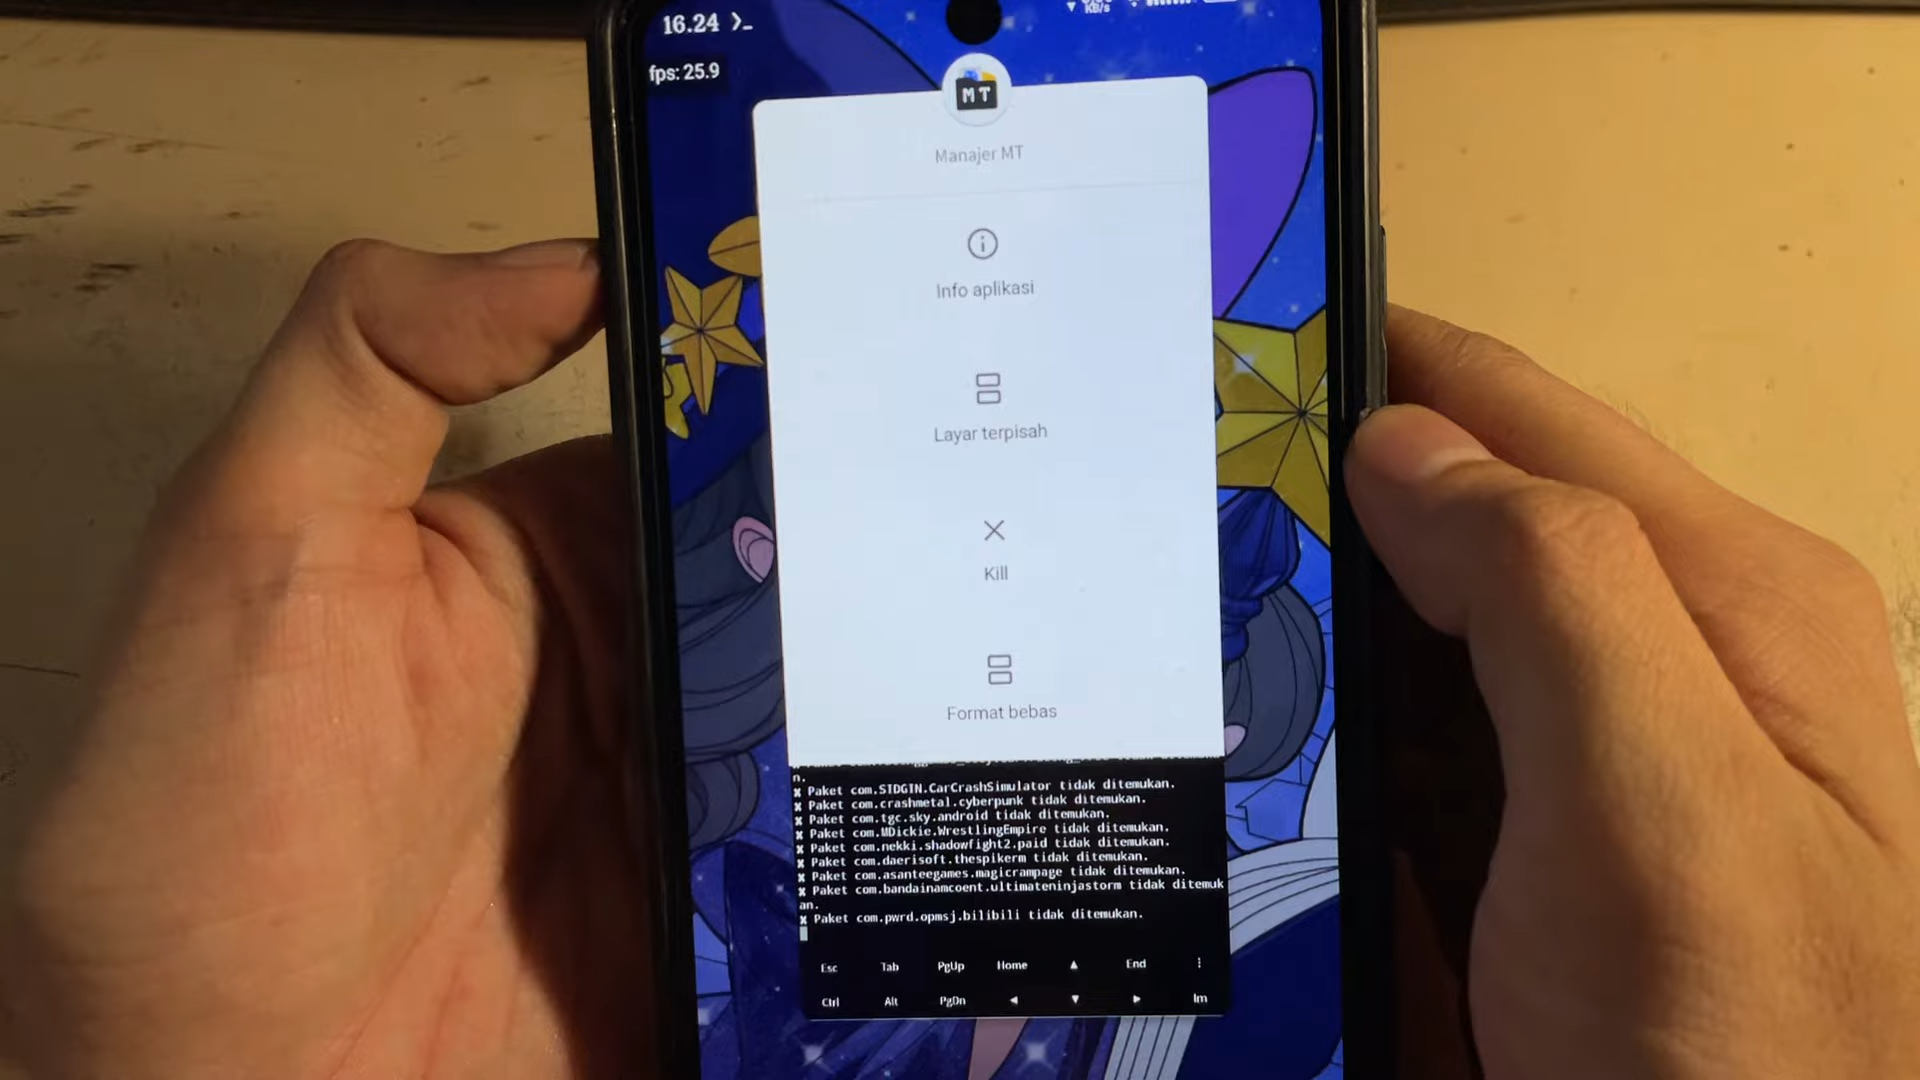 16.24 ❯_
KB/s
fps: 25.9
MT
Manajer MT
Info aplikasi
Layar terpisah
Kill
Format bebas
n.
✘ Paket com.SIDGIN.CarCrashSimulator tidak ditemukan.
✘ Paket com.crashmetal.cyberpunk tidak ditemukan.
✘ Paket com.tgc.sky.android tidak ditemukan.
✘ Paket com.MDickie.WrestlingEmpire tidak ditemukan.
✘ Paket com.nekki.shadowfight2.paid tidak ditemukan.
✘ Paket com.daerisoft.thespikerm tidak ditemukan.
✘ Paket com.asanteegames.magicrampage tidak ditemukan.
✘ Paket com.bandainamcoent.ultimateninjastorm tidak ditemuk
an.
✘ Paket com.pwrd.opmsj.bilibili tidak ditemukan.
Esc Tab PgUp Home ▲ End ⋮
Ctrl Alt PgDn ◀ ▼ ▶ Im